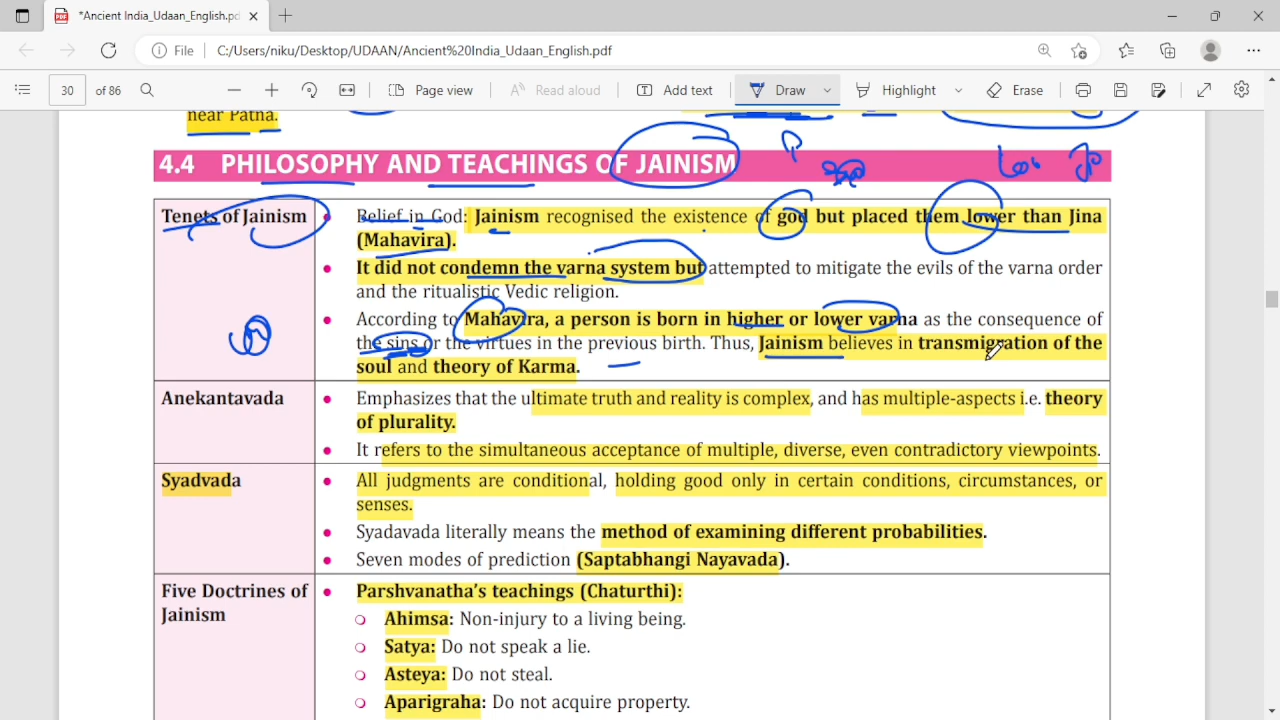 *Ancient India_Udaan_English.pd
File
C:/Users/niku/Desktop/UDAAN/Ancient%20India_Udaan_English.pdf
30 of 86 Page view Read aloud Add text Draw Highlight Erase
near Patna.
4.4 PHILOSOPHY AND TEACHINGS OF JAINISM
Tenets of Jainism
• Belief in God: Jainism recognised the existence of god but placed them lower than Jina
(Mahavira).
• It did not condemn the varna system but attempted to mitigate the evils of the varna order
and the ritualistic Vedic religion.
• According to Mahavira, a person is born in higher or lower varna as the consequence of
the sins or the virtues in the previous birth. Thus, Jainism believes in transmigration of the
soul and theory of Karma.
Anekantavada
• Emphasizes that the ultimate truth and reality is complex, and has multiple-aspects i.e. theory
of plurality.
• It refers to the simultaneous acceptance of multiple, diverse, even contradictory viewpoints.
Syadvada
• All judgments are conditional, holding good only in certain conditions, circumstances, or
senses.
• Syadavada literally means the method of examining different probabilities.
• Seven modes of prediction (Saptabhangi Nayavada).
Five Doctrines of
Jainism
• Parshvanatha's teachings (Chaturthi):
○ Ahimsa: Non-injury to a living being.
○ Satya: Do not speak a lie.
○ Asteya: Do not steal.
○ Aparigraha: Do not acquire property.